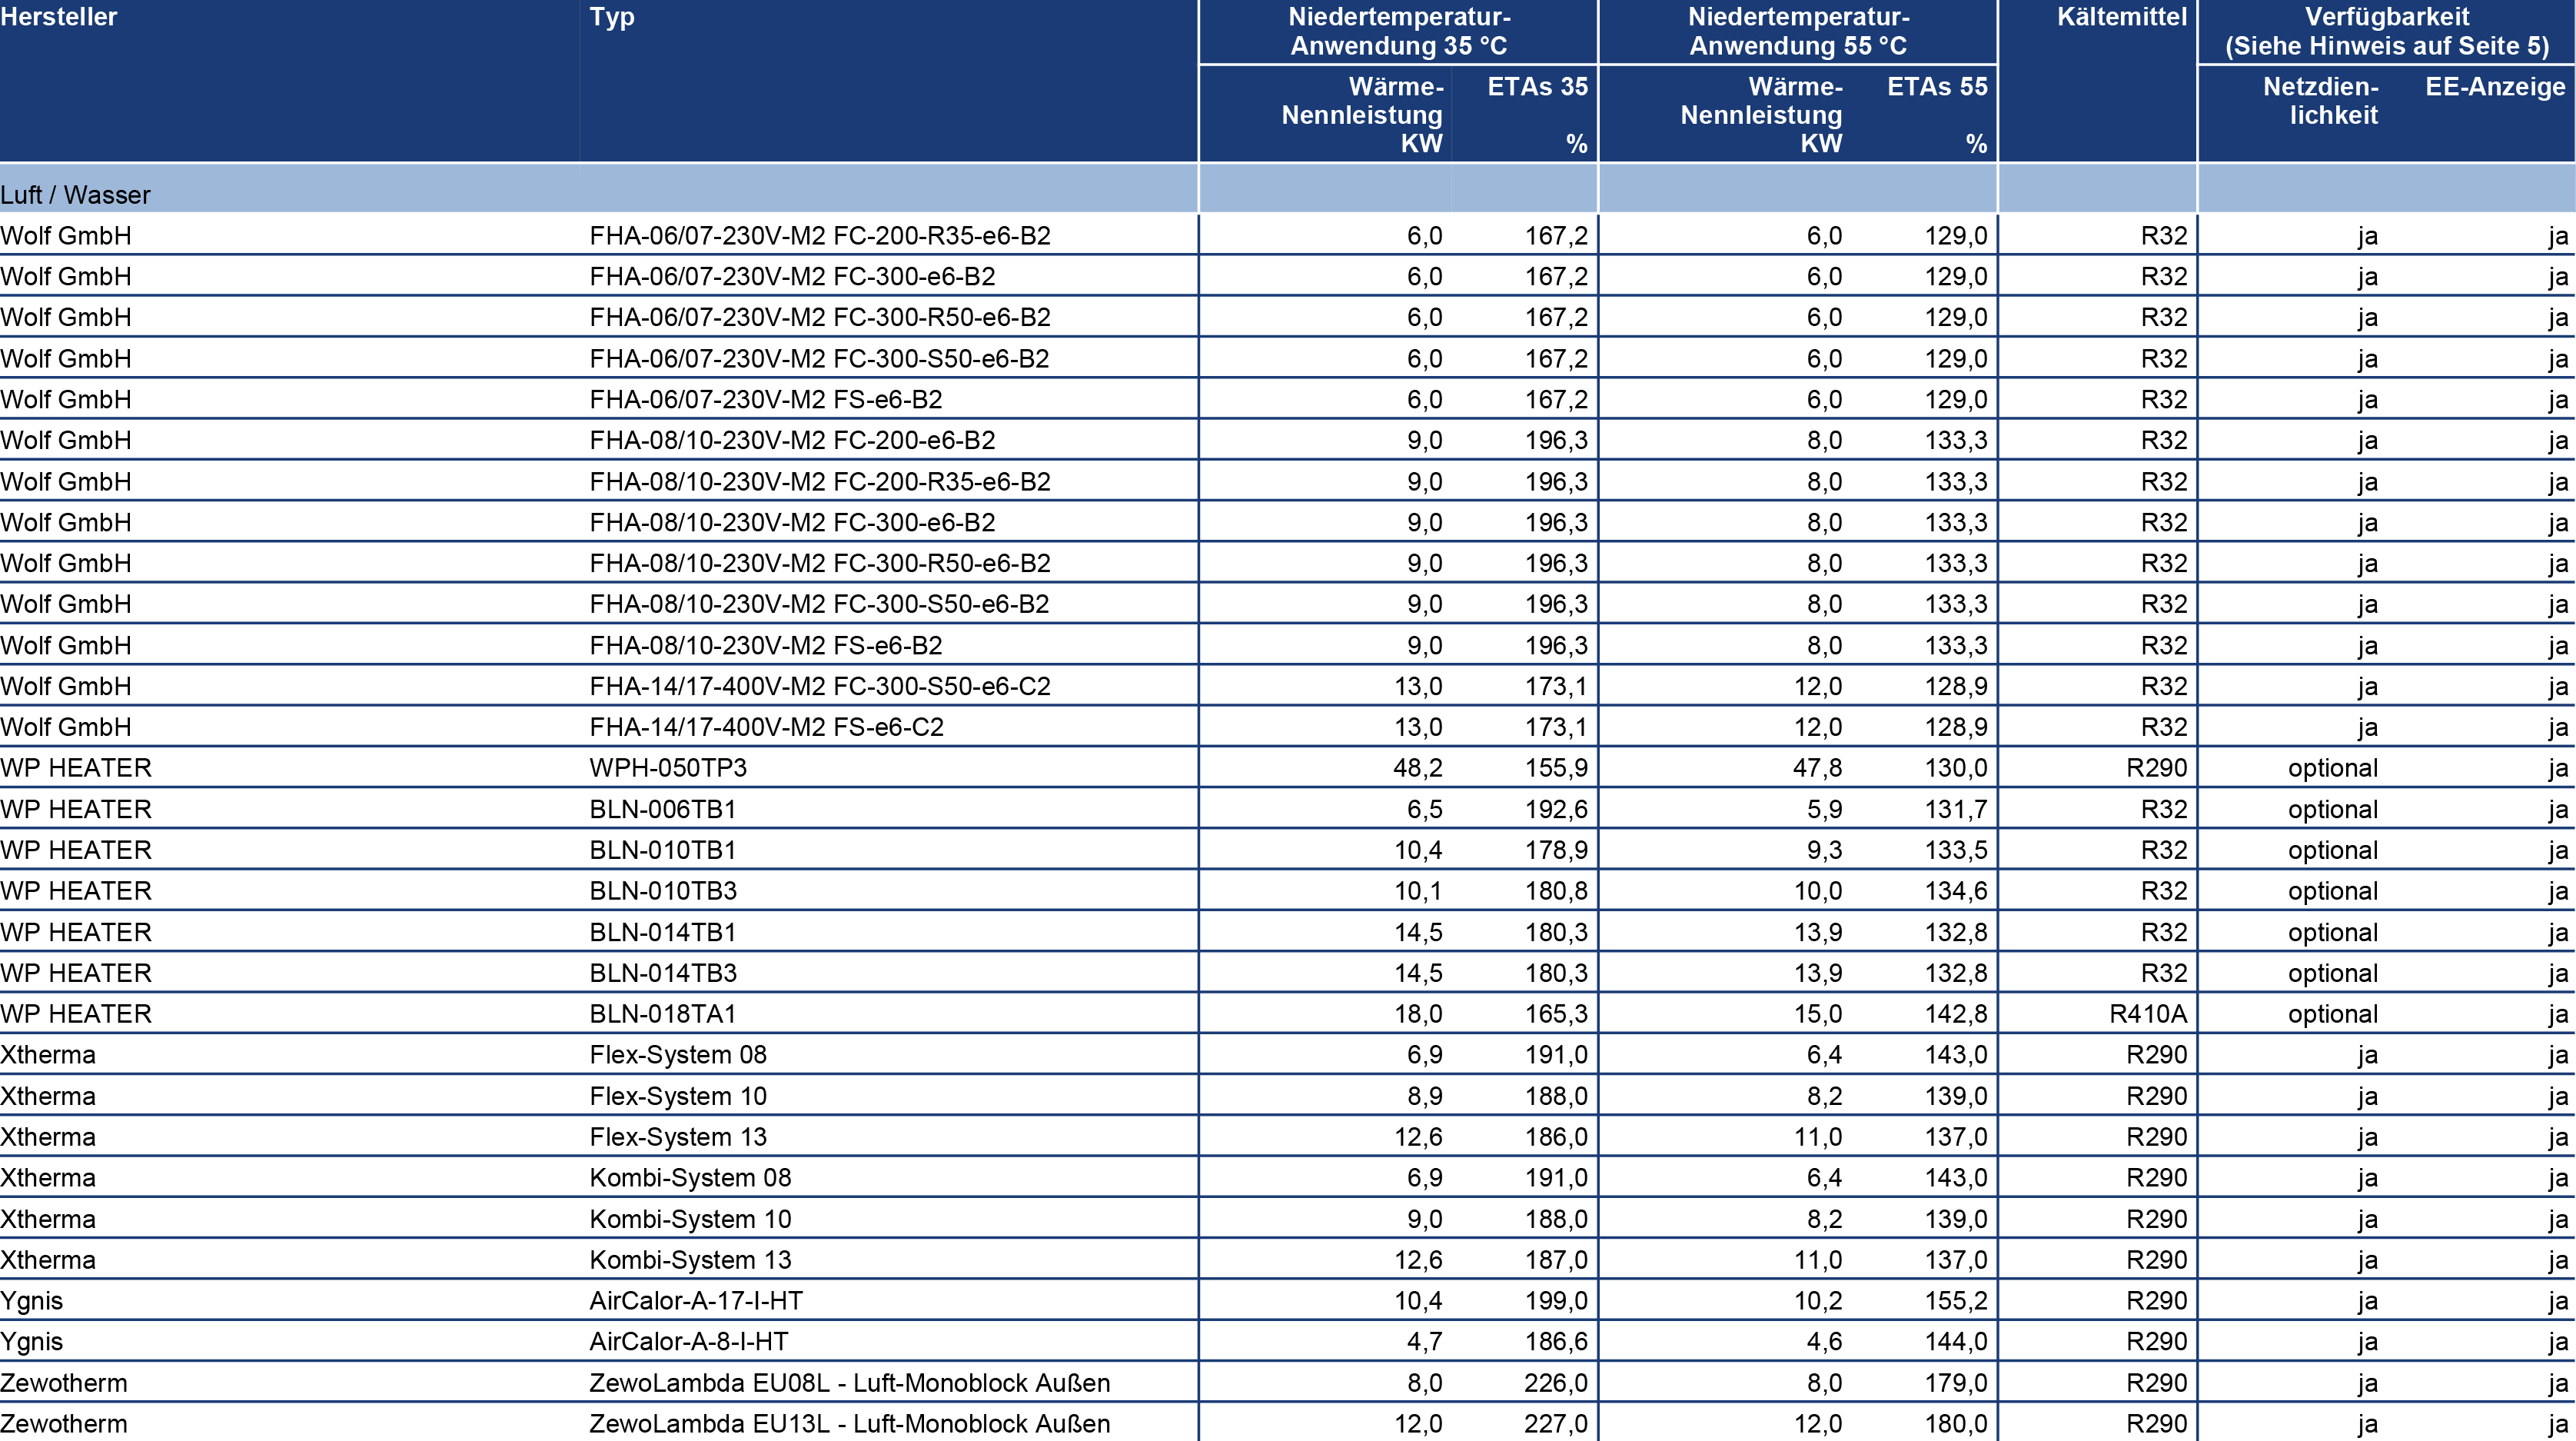 Hersteller Typ Niedertemperatur- Niedertemperatur- Kältemittel Verfügbarkeit
Anwendung 35 °C Anwendung 55 °C (Siehe Hinweis auf Seite 5)
Wärme- ETAs 35 Wärme- ETAs 55 Netzdien- EE-Anzeige
Nennleistung Nennleistung lichkeit
KW % KW %
Luft / Wasser
Wolf GmbH FHA-06/07-230V-M2 FC-200-R35-e6-B2 6,0 167,2 6,0 129,0 R32 ja ja
Wolf GmbH FHA-06/07-230V-M2 FC-300-e6-B2 6,0 167,2 6,0 129,0 R32 ja ja
Wolf GmbH FHA-06/07-230V-M2 FC-300-R50-e6-B2 6,0 167,2 6,0 129,0 R32 ja ja
Wolf GmbH FHA-06/07-230V-M2 FC-300-S50-e6-B2 6,0 167,2 6,0 129,0 R32 ja ja
Wolf GmbH FHA-06/07-230V-M2 FS-e6-B2 6,0 167,2 6,0 129,0 R32 ja ja
Wolf GmbH FHA-08/10-230V-M2 FC-200-e6-B2 9,0 196,3 8,0 133,3 R32 ja ja
Wolf GmbH FHA-08/10-230V-M2 FC-200-R35-e6-B2 9,0 196,3 8,0 133,3 R32 ja ja
Wolf GmbH FHA-08/10-230V-M2 FC-300-e6-B2 9,0 196,3 8,0 133,3 R32 ja ja
Wolf GmbH FHA-08/10-230V-M2 FC-300-R50-e6-B2 9,0 196,3 8,0 133,3 R32 ja ja
Wolf GmbH FHA-08/10-230V-M2 FC-300-S50-e6-B2 9,0 196,3 8,0 133,3 R32 ja ja
Wolf GmbH FHA-08/10-230V-M2 FS-e6-B2 9,0 196,3 8,0 133,3 R32 ja ja
Wolf GmbH FHA-14/17-400V-M2 FC-300-S50-e6-C2 13,0 173,1 12,0 128,9 R32 ja ja
Wolf GmbH FHA-14/17-400V-M2 FS-e6-C2 13,0 173,1 12,0 128,9 R32 ja ja
WP HEATER WPH-050TP3 48,2 155,9 47,8 130,0 R290 optional ja
WP HEATER BLN-006TB1 6,5 192,6 5,9 131,7 R32 optional ja
WP HEATER BLN-010TB1 10,4 178,9 9,3 133,5 R32 optional ja
WP HEATER BLN-010TB3 10,1 180,8 10,0 134,6 R32 optional ja
WP HEATER BLN-014TB1 14,5 180,3 13,9 132,8 R32 optional ja
WP HEATER BLN-014TB3 14,5 180,3 13,9 132,8 R32 optional ja
WP HEATER BLN-018TA1 18,0 165,3 15,0 142,8 R410A optional ja
Xtherma Flex-System 08 6,9 191,0 6,4 143,0 R290 ja ja
Xtherma Flex-System 10 8,9 188,0 8,2 139,0 R290 ja ja
Xtherma Flex-System 13 12,6 186,0 11,0 137,0 R290 ja ja
Xtherma Kombi-System 08 6,9 191,0 6,4 143,0 R290 ja ja
Xtherma Kombi-System 10 9,0 188,0 8,2 139,0 R290 ja ja
Xtherma Kombi-System 13 12,6 187,0 11,0 137,0 R290 ja ja
Ygnis AirCalor-A-17-I-HT 10,4 199,0 10,2 155,2 R290 ja ja
Ygnis AirCalor-A-8-I-HT 4,7 186,6 4,6 144,0 R290 ja ja
Zewotherm ZewoLambda EU08L - Luft-Monoblock Außen 8,0 226,0 8,0 179,0 R290 ja ja
Zewotherm ZewoLambda EU13L - Luft-Monoblock Außen 12,0 227,0 12,0 180,0 R290 ja ja